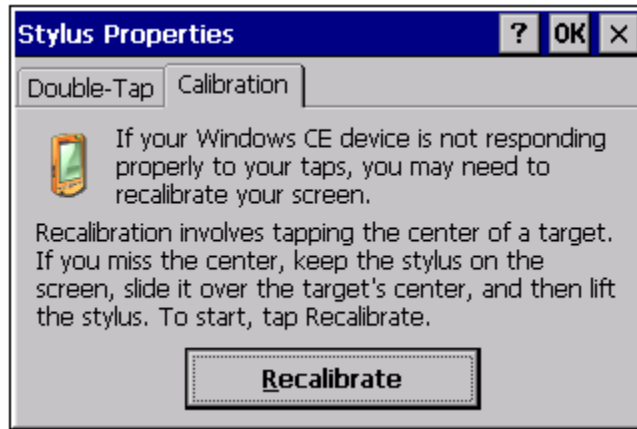 Stylus Properties ? OK ×
Double-Tap Calibration
If your Windows CE device is not responding
properly to your taps, you may need to
recalibrate your screen.
Recalibration involves tapping the center of a target.
If you miss the center, keep the stylus on the
screen, slide it over the target's center, and then lift
the stylus. To start, tap Recalibrate.
Recalibrate